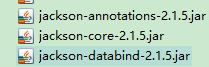 jackson-annotations-2.1.5.jar
jackson-core-2.1.5.jar
jackson-databind-2.1.5.jar